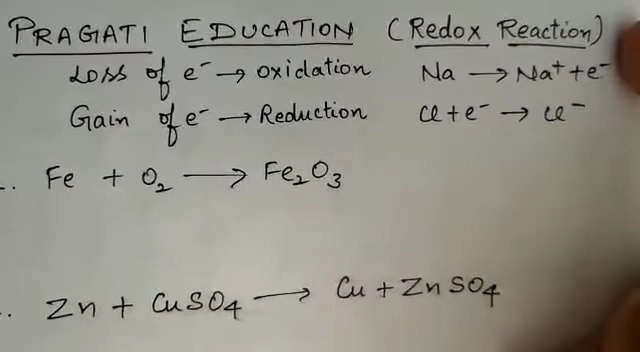 PRAGATI EDUCATION (Redox Reaction)
Loss of e⁻ → oxidation Na → Na⁺ + e⁻
Gain of e⁻ → Reduction Cl + e⁻ → Cl⁻
. Fe + O₂ → Fe₂O₃
. Zn + CuSO₄ → Cu + ZnSO₄